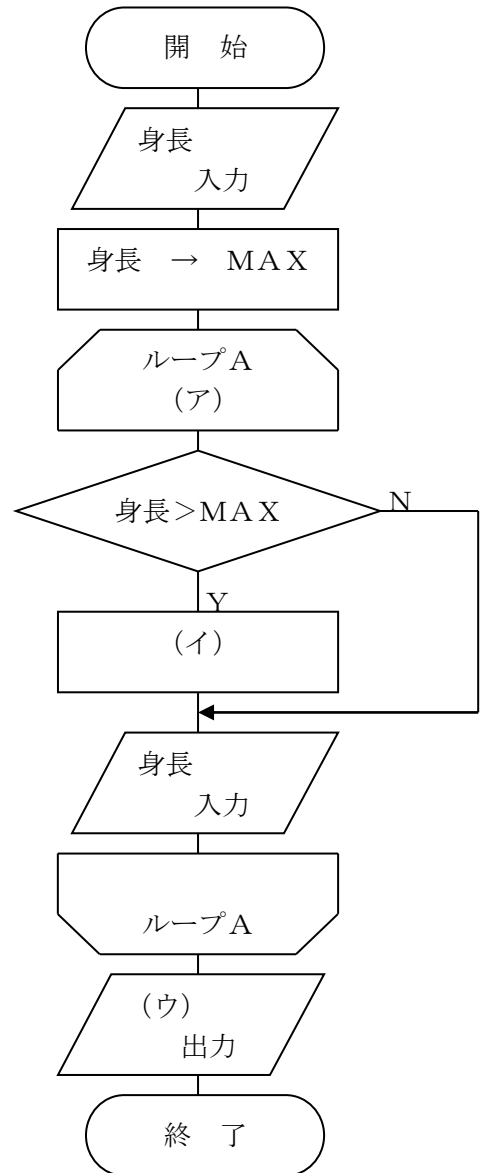 開　始
身長
入力
身長　→　ＭＡＸ
ループＡ
（ア）
身長＞ＭＡＸ
N
Y
（イ）
身長
入力
ループＡ
（ウ）
出力
終　了